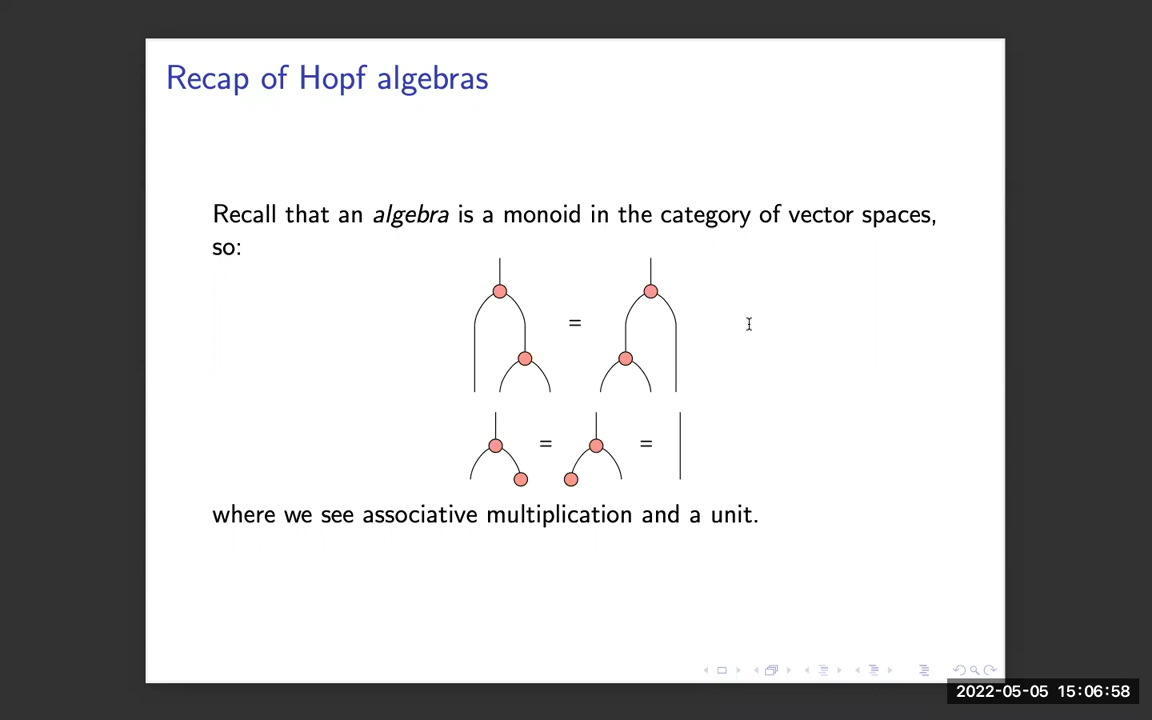 Recap of Hopf algebras
Recall that an algebra is a monoid in the category of vector spaces,
so:
=
= =
where we see associative multiplication and a unit.
2022-05-05 15:06:58